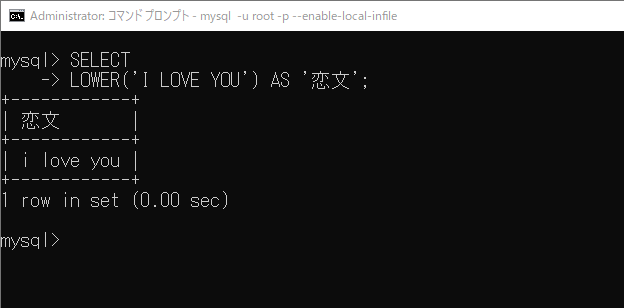 Administrator: コマンド プロンプト - mysql  -u root -p --enable-local-infile
mysql> SELECT
    -> LOWER('I LOVE YOU') AS '恋文';
+------------+
| 恋文       |
+------------+
| i love you |
+------------+
1 row in set (0.00 sec)
mysql>